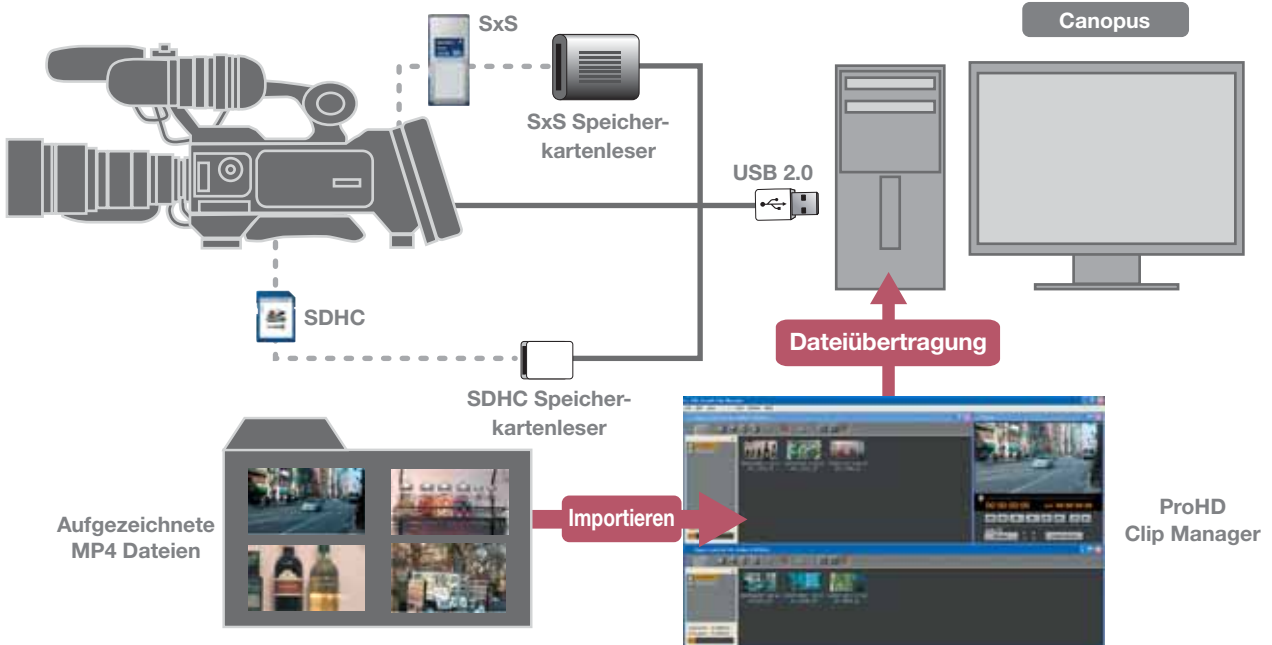 Canopus
SxS
SxS Speicher-
kartenleser
USB 2.0
SDHC
Dateiübertragung
SDHC Speicher-
kartenleser
Aufgezeichnete
MP4 Dateien
Importieren
ProHD
Clip Manager